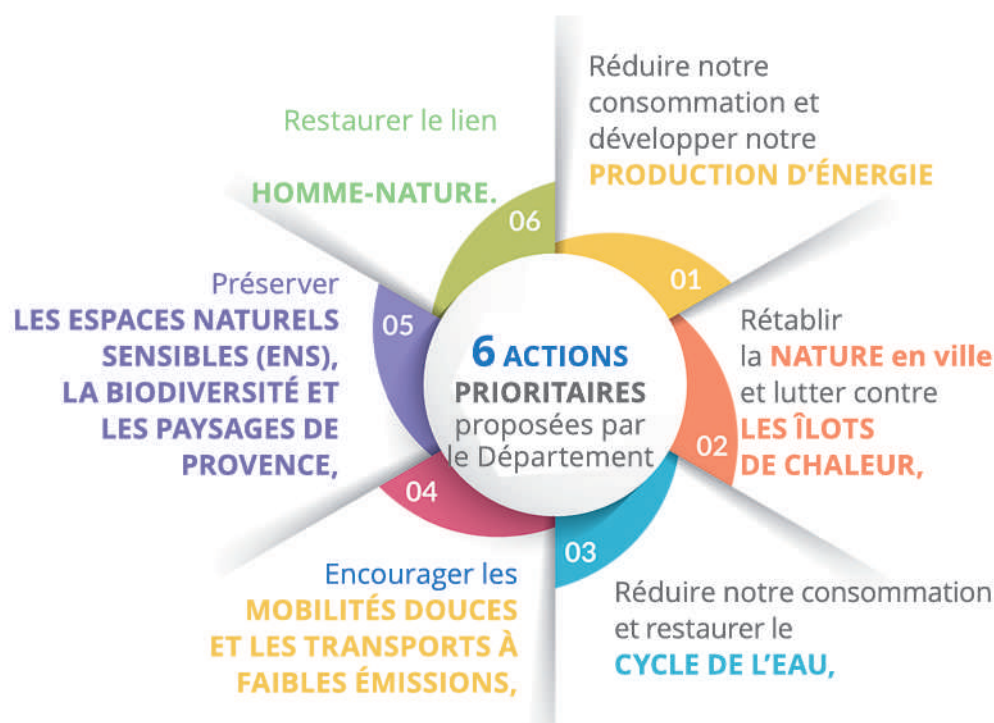 6 ACTIONS
PRIORITAIRES
proposées par
le Département
01
Réduire notre
consommation et
développer notre
PRODUCTION D'ÉNERGIE
02
Rétablir
la NATURE en ville
et lutter contre
LES ÎLOTS
DE CHALEUR,
03
Réduire notre consommation
et restaurer le
CYCLE DE L'EAU,
04
Encourager les
MOBILITÉS DOUCES
ET LES TRANSPORTS À
FAIBLES ÉMISSIONS,
05
Préserver
LES ESPACES NATURELS
SENSIBLES (ENS),
LA BIODIVERSITÉ ET
LES PAYSAGES DE
PROVENCE,
06
Restaurer le lien
HOMME-NATURE.